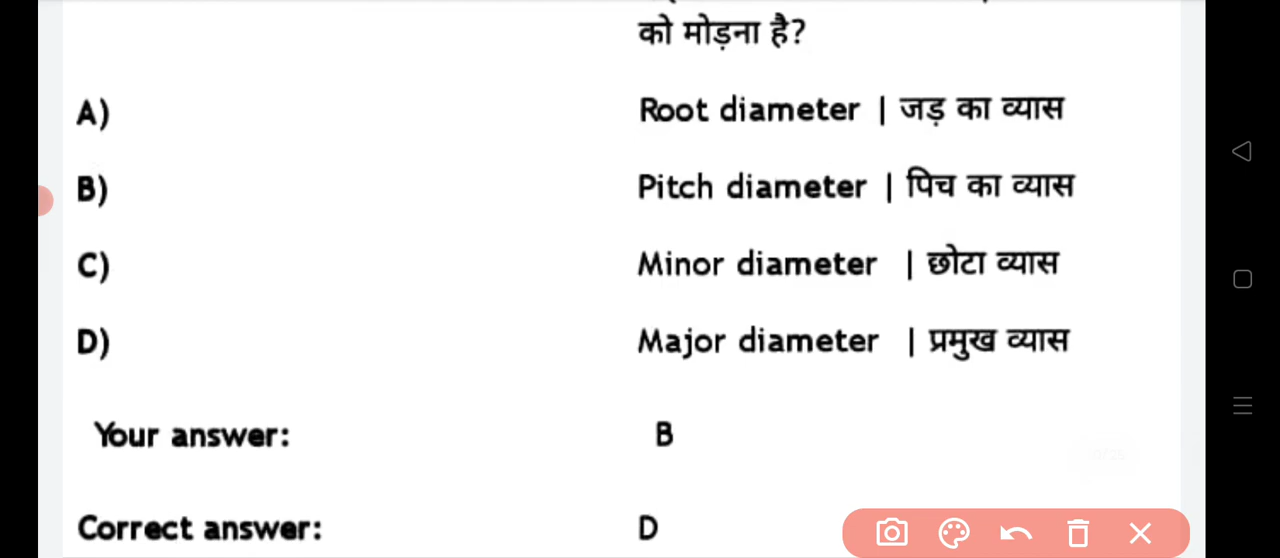 को मोड़ना है?
A) Root diameter | जड़ का व्यास
B) Pitch diameter | पिच का व्यास
C) Minor diameter | छोटा व्यास
D) Major diameter | प्रमुख व्यास
Your answer: B
Correct answer: D